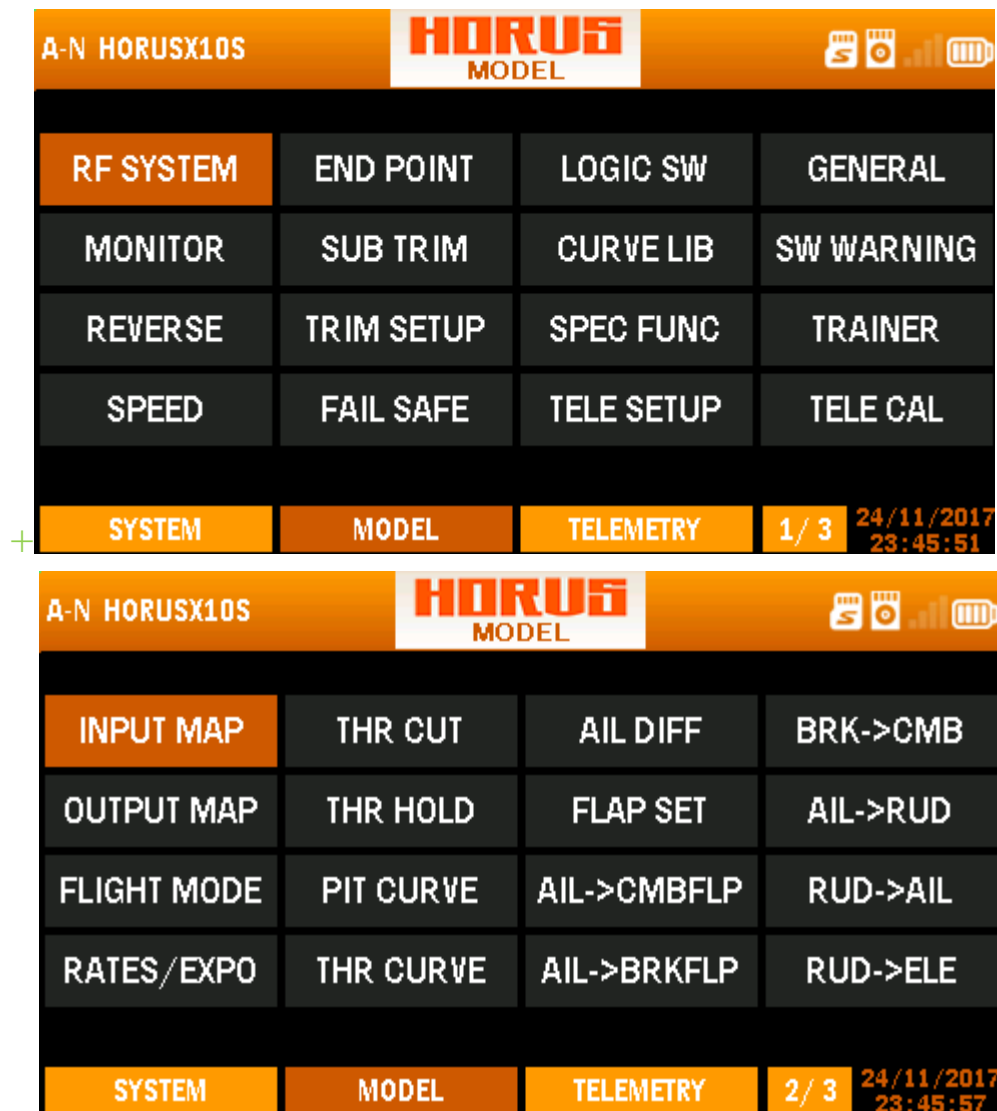 A-N HORUSX10S HORUS
MODEL
RF SYSTEM END POINT LOGIC SW GENERAL
MONITOR SUB TRIM CURVE LIB SW WARNING
REVERSE TRIM SETUP SPEC FUNC TRAINER
SPEED FAIL SAFE TELE SETUP TELE CAL
SYSTEM MODEL TELEMETRY 1/ 3 24/11/2017
23:45:51
A-N HORUSX10S HORUS
MODEL
INPUT MAP THR CUT AIL DIFF BRK->CMB
OUTPUT MAP THR HOLD FLAP SET AIL->RUD
FLIGHT MODE PIT CURVE AIL->CMBFLP RUD->AIL
RATES/EXPO THR CURVE AIL->BRKFLP RUD->ELE
SYSTEM MODEL TELEMETRY 2/ 3 24/11/2017
23:45:57